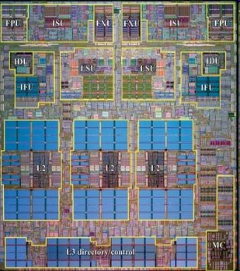 FPU ISU FXU FXU ISU FPU
IDU LSU LSU IDU
IFU IFU
L2 L2 L2
L3 directory/control MC